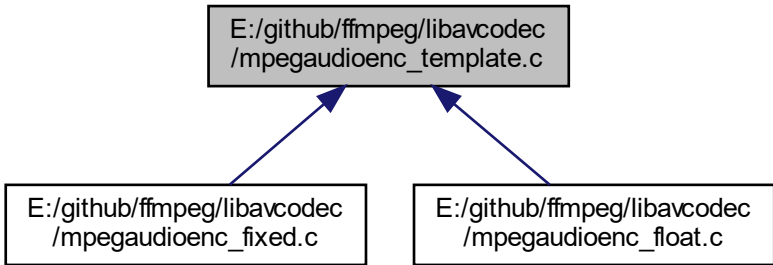 E:/github/ffmpeg/libavcodec
/mpegaudioenc_template.c
E:/github/ffmpeg/libavcodec
/mpegaudioenc_fixed.c
E:/github/ffmpeg/libavcodec
/mpegaudioenc_float.c